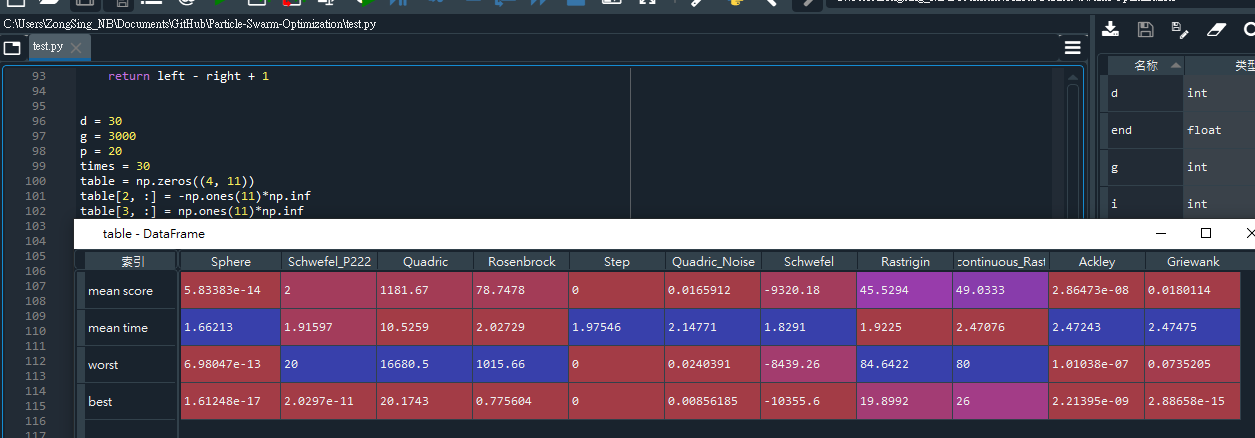 C:\Users\ZongSing_NB\Documents\GitHub\Particle-Swarm-Optimization\test.py
test.py
93 return left - right + 1
94
95
96 d = 30
97 g = 3000
98 p = 20
99 times = 30
100 table = np.zeros((4, 11))
101 table[2, :] = -np.ones(11)*np.inf
102 table[3, :] = np.ones(11)*np.inf
103
104
105
106
107
108
109
110
111
112
113
114
115
116
117
名称 类型
d int
end float
g int
i int
table - DataFrame
索引 Sphere Schwefel_P222 Quadric Rosenbrock Step Quadric_Noise Schwefel Rastrigin continuous_Rast Ackley Griewank
mean score 5.83383e-14 2 1181.67 78.7478 0 0.0165912 -9320.18 45.5294 49.0333 2.86473e-08 0.0180114
mean time 1.66213 1.91597 10.5259 2.02729 1.97546 2.14771 1.8291 1.9225 2.47076 2.47243 2.47475
worst 6.98047e-13 20 16680.5 1015.66 0 0.0240391 -8439.26 84.6422 80 1.01038e-07 0.0735205
best 1.61248e-17 2.0297e-11 20.1743 0.775604 0 0.00856185 -10355.6 19.8992 26 2.21395e-09 2.88658e-15